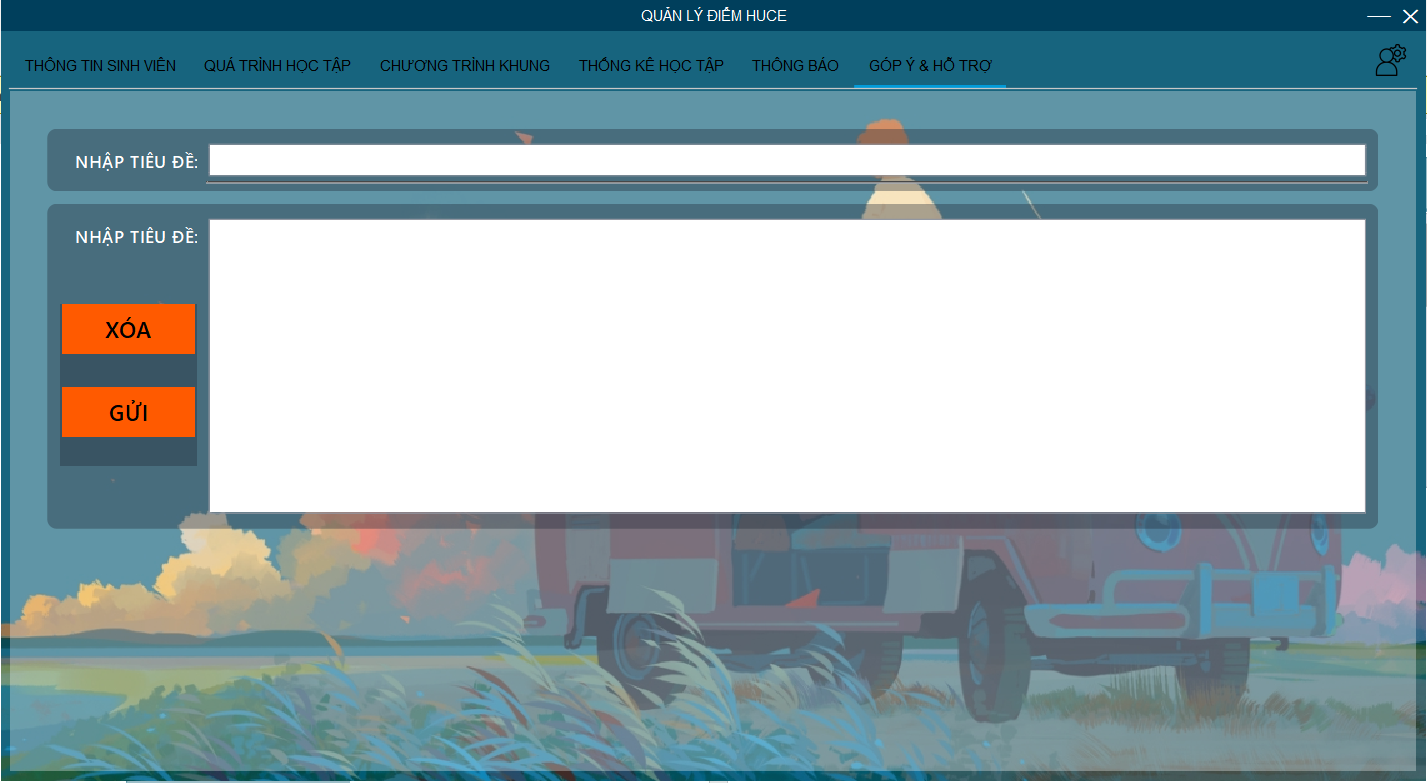 QUẢN LÝ ĐIỂM HUCE
THÔNG TIN SINH VIÊN QUÁ TRÌNH HỌC TẬP CHƯƠNG TRÌNH KHUNG THỐNG KÊ HỌC TẬP THÔNG BÁO GÓP Ý & HỖ TRỢ
NHẬP TIÊU ĐỀ:
NHẬP TIÊU ĐỀ:
XÓA
GỬI